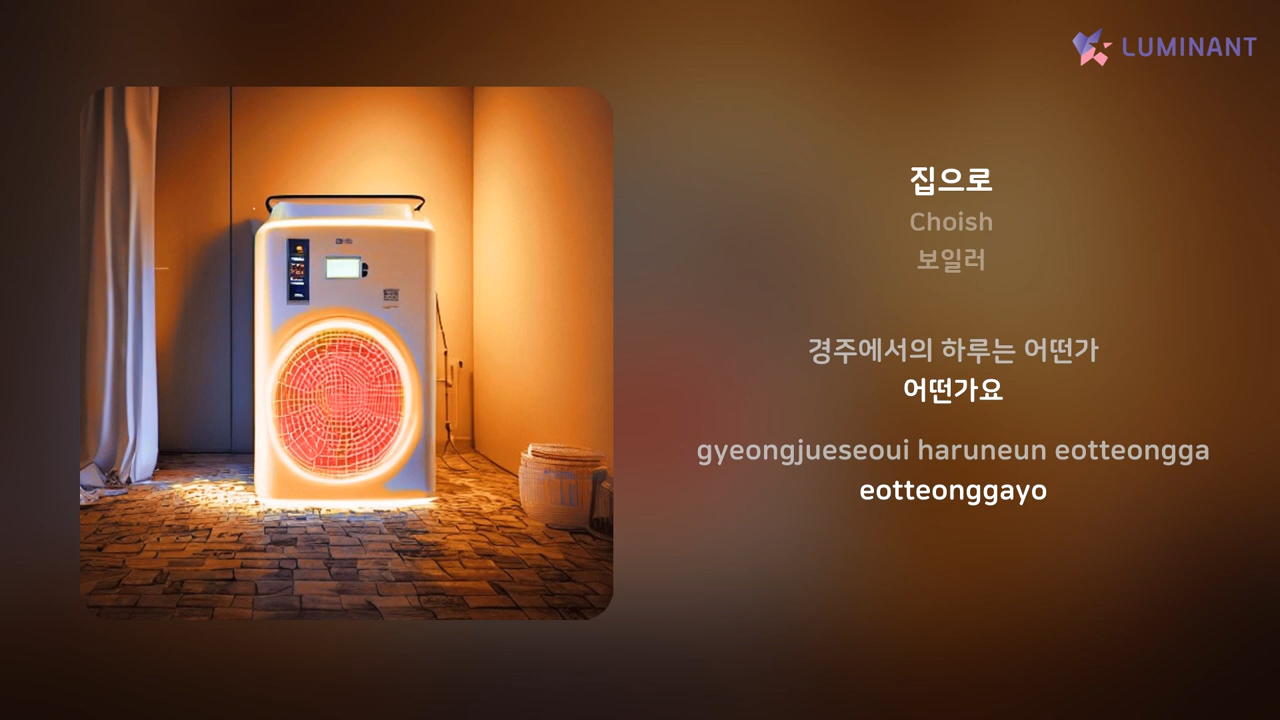 LUMINANT
집으로
Choish
보일러
경주에서의 하루는 어떤가
어떤가요
gyeongjueseoui haruneun eotteongga
eotteonggayo